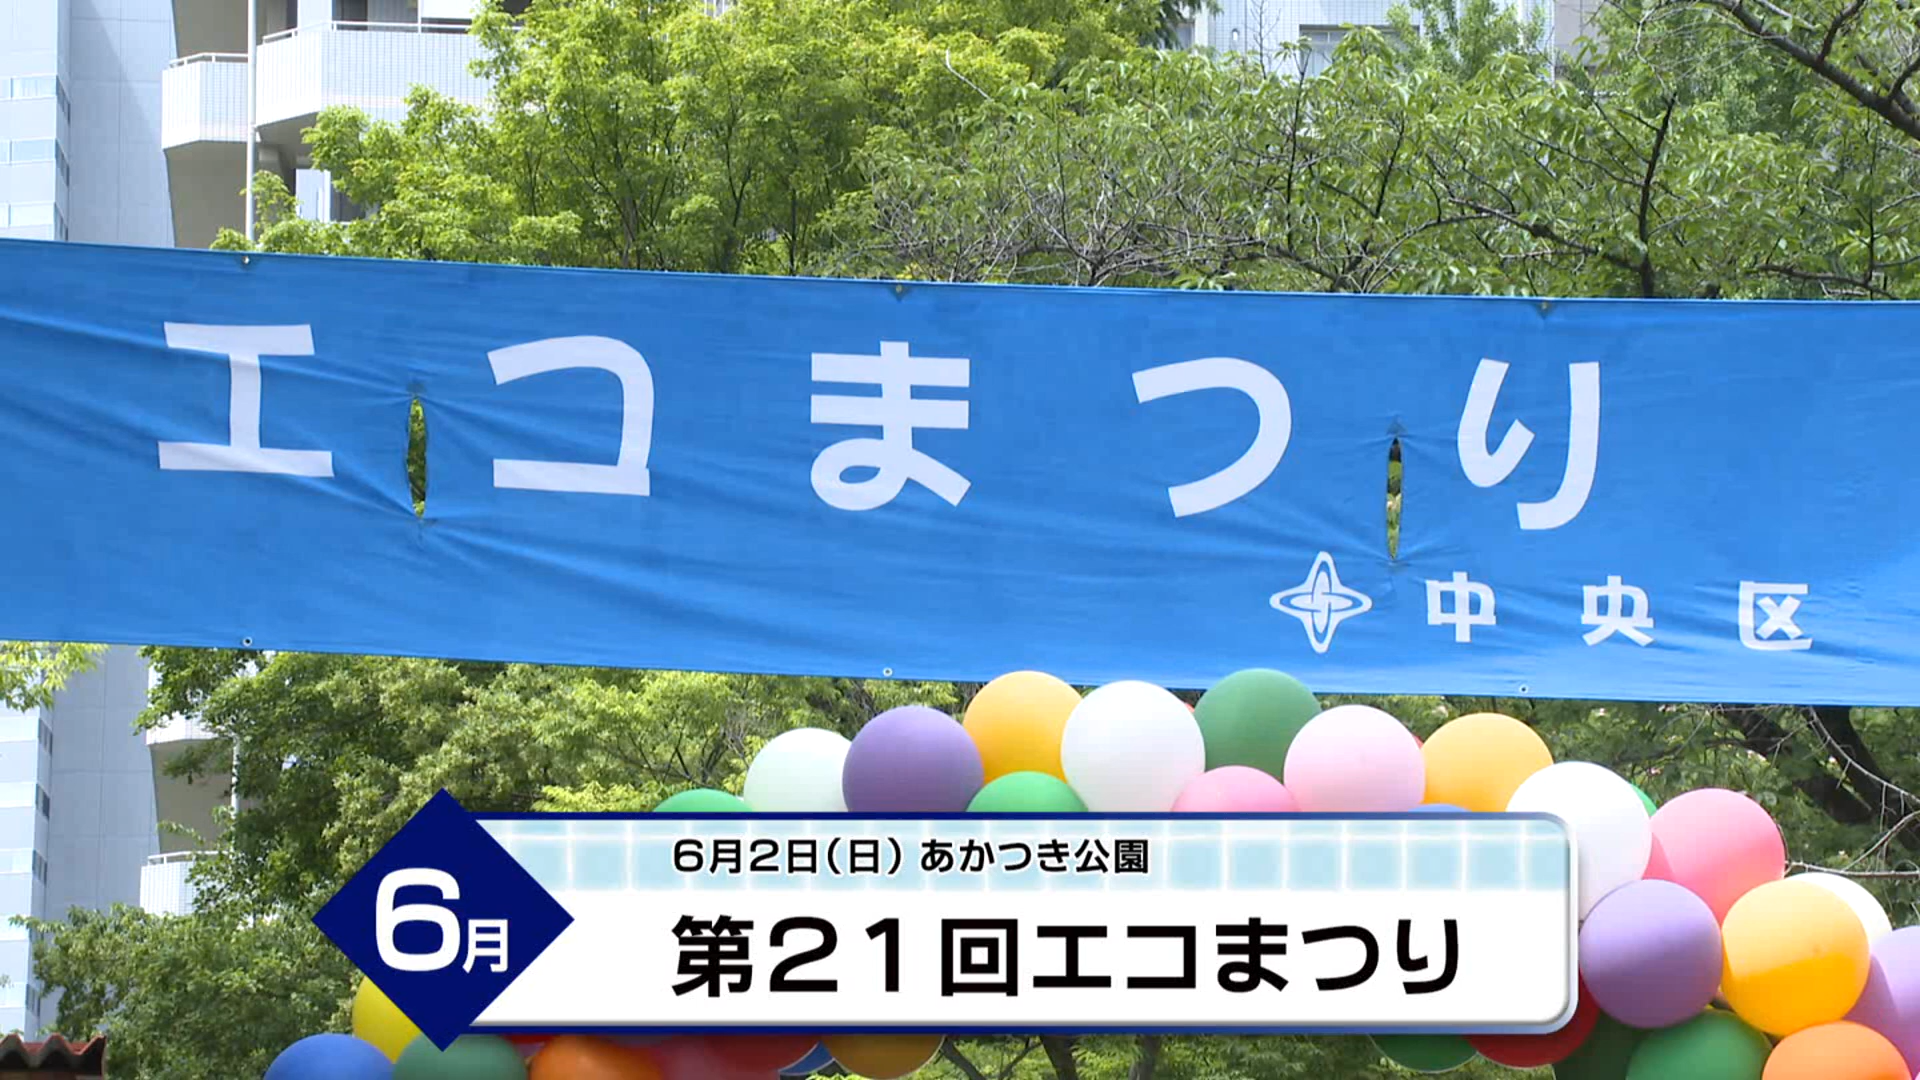 エコまつり
中央区
6月2日(日) あかつき公園
6月
第21回エコまつり